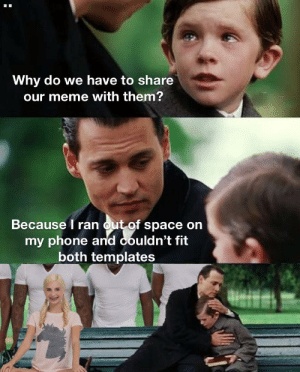 Why do we have to share
our meme with them?
Because I ran out of space on
my phone and couldn't fit
both templates